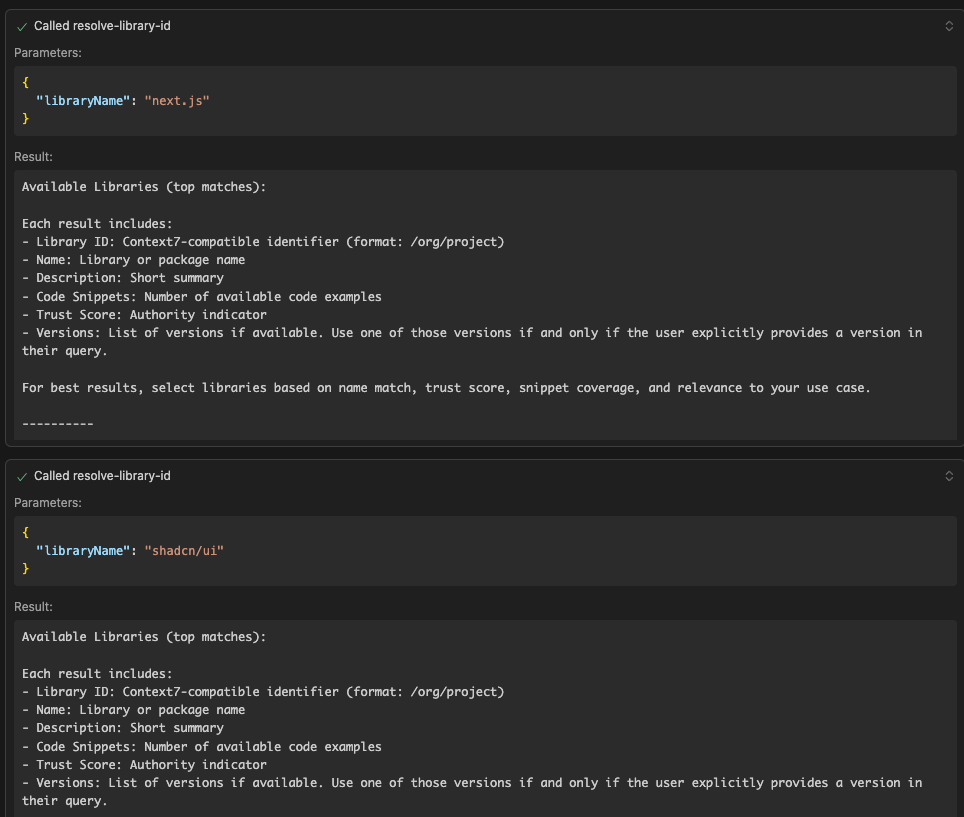 Called resolve-library-id
Parameters:
{
  "libraryName": "next.js"
}
Result:
Available Libraries (top matches):
Each result includes:
- Library ID: Context7-compatible identifier (format: /org/project)
- Name: Library or package name
- Description: Short summary
- Code Snippets: Number of available code examples
- Trust Score: Authority indicator
- Versions: List of versions if available. Use one of those versions if and only if the user explicitly provides a version in
their query.
For best results, select libraries based on name match, trust score, snippet coverage, and relevance to your use case.
----------
Called resolve-library-id
Parameters:
{
  "libraryName": "shadcn/ui"
}
Result:
Available Libraries (top matches):
Each result includes:
- Library ID: Context7-compatible identifier (format: /org/project)
- Name: Library or package name
- Description: Short summary
- Code Snippets: Number of available code examples
- Trust Score: Authority indicator
- Versions: List of versions if available. Use one of those versions if and only if the user explicitly provides a version in
their query.